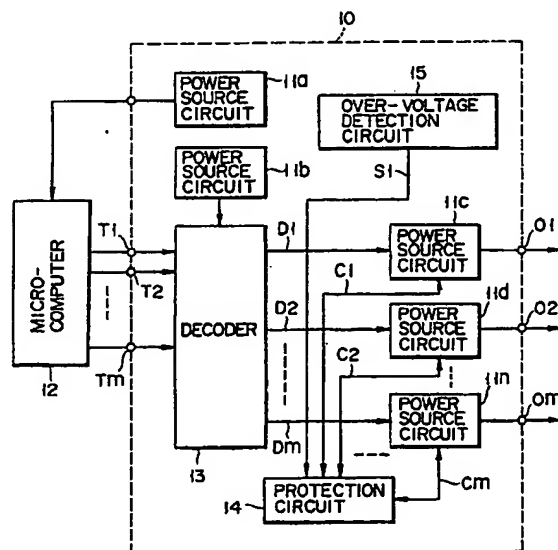 10
POWER
SOURCE
CIRCUIT
11a
15
OVER-VOLTAGE
DETECTION
CIRCUIT
POWER
SOURCE
CIRCUIT
11b
S1
11c
T1
D1
POWER
SOURCE
CIRCUIT
O1
T2
C1
11d
MICRO-
COMPUTER
DECODER
D2
POWER
SOURCE
CIRCUIT
O2
C2
11n
Tm
12
POWER
SOURCE
CIRCUIT
Om
Dm
13
14
PROTECTION
CIRCUIT
Cm